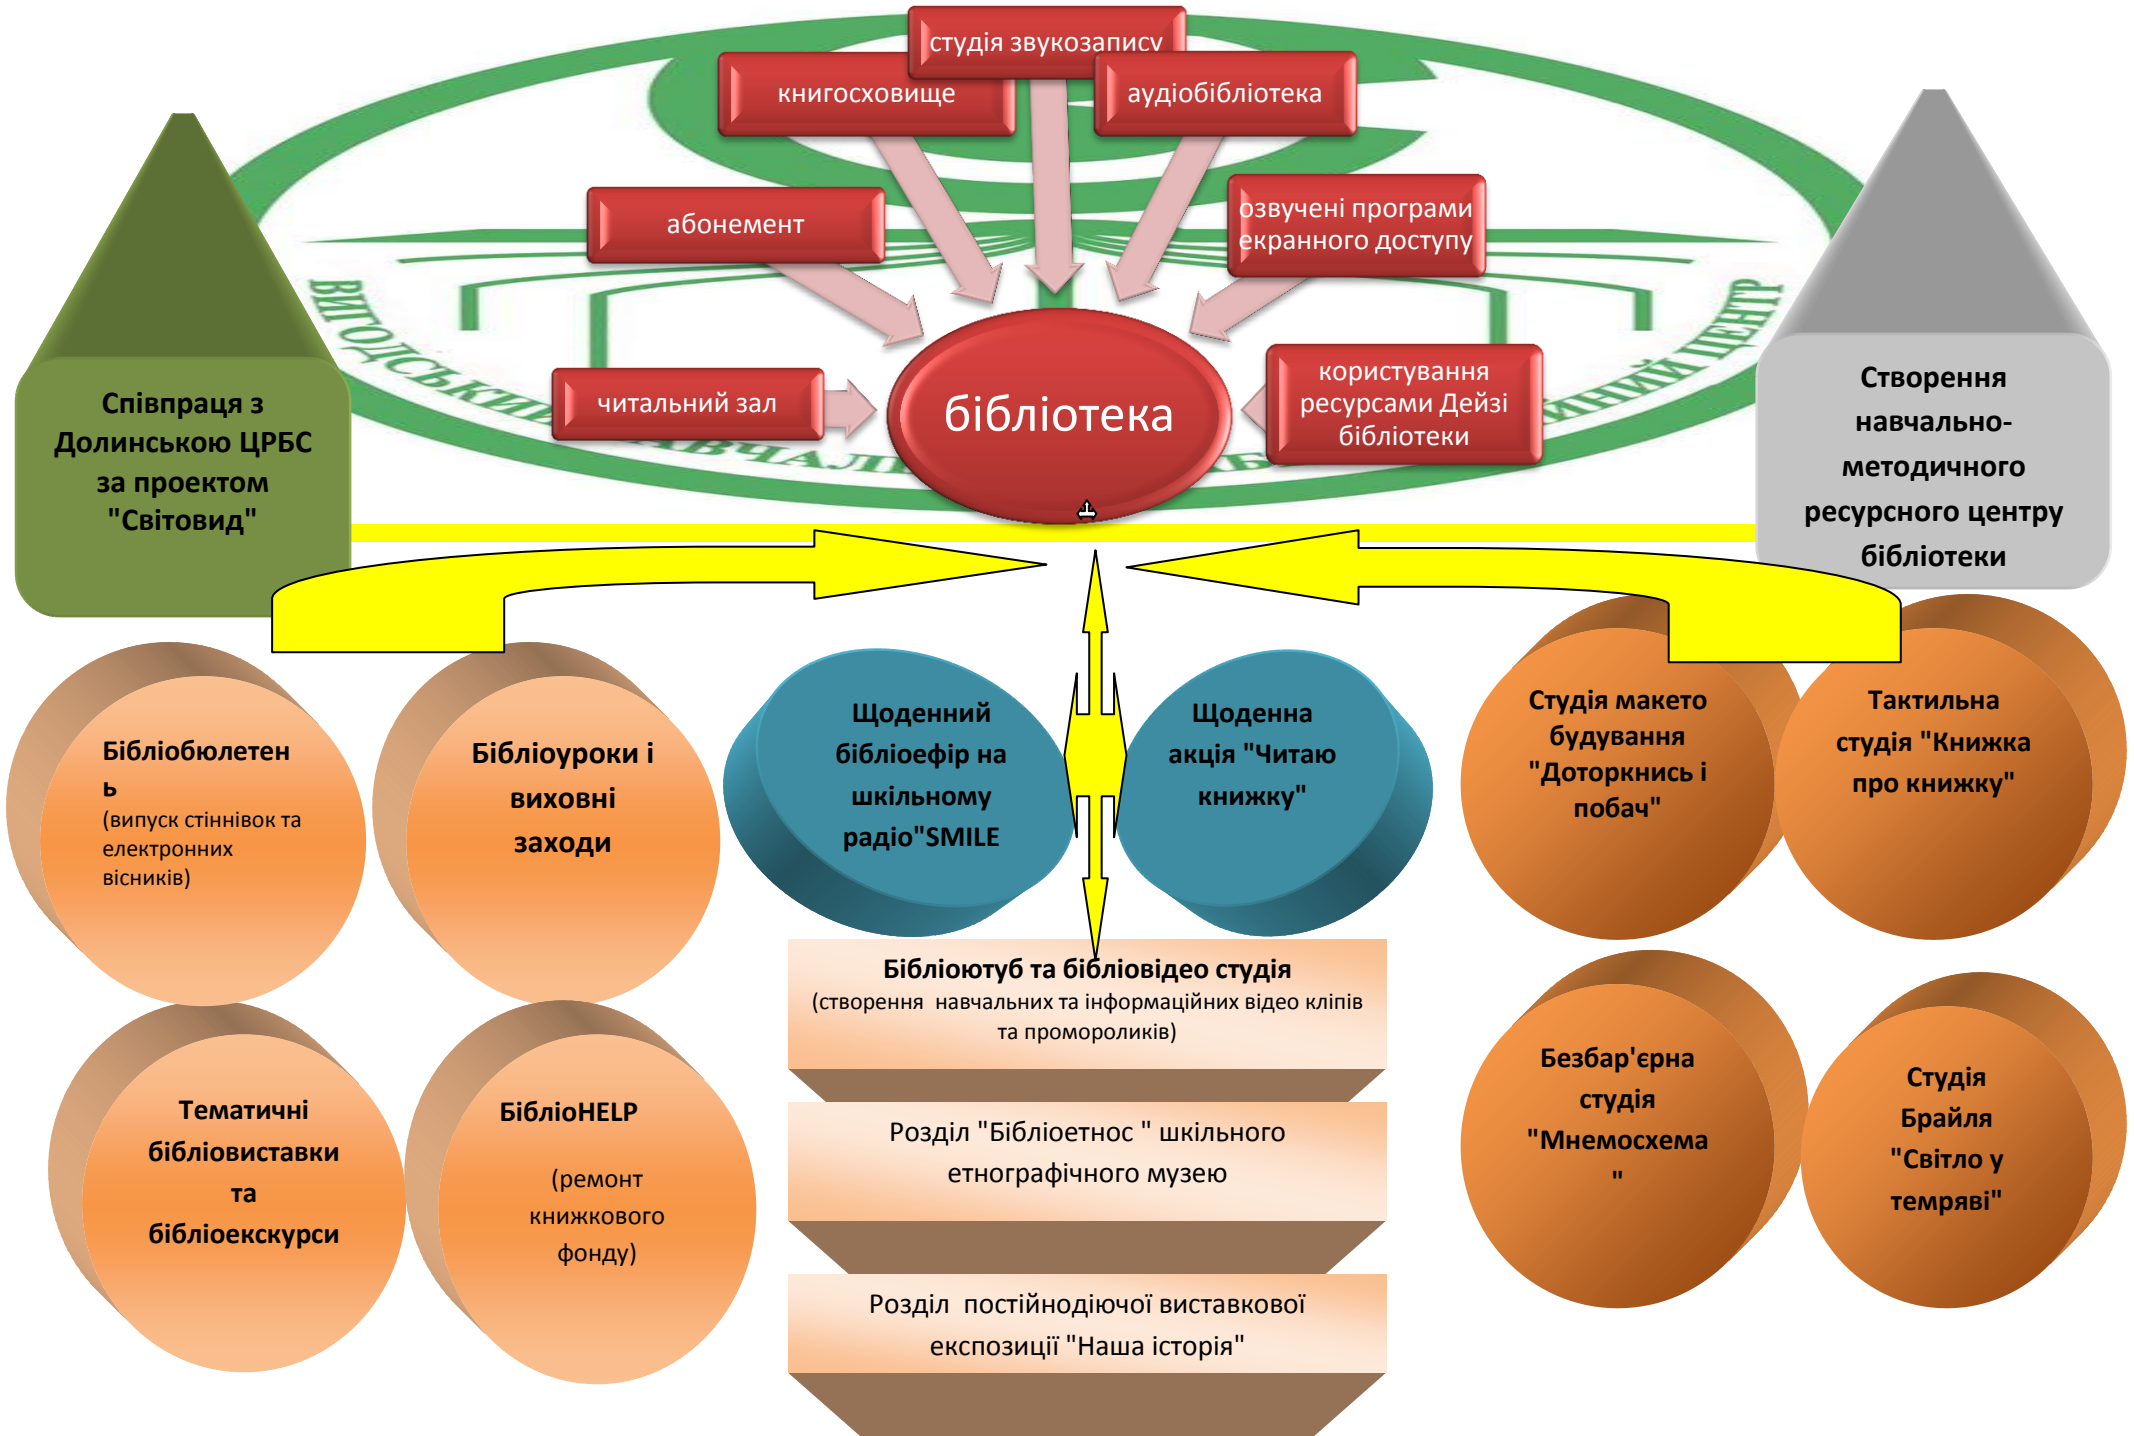 студія звукозапису
книгосховище
аудіобібліотека
абонемент
озвучені програми
екранного доступу
читальний зал
бібліотека
користування
ресурсами Дейзі
бібліотеки
ВИГОДСЬКИЙ
ЦЕНТР
Співпраця з
Долинською ЦРБС
за проектом
"Світовид"
Створення
навчально-
методичного
ресурсного центру
бібліотеки
Бібліобюлетен
ь
(випуск стіннівок та
електронних
вісників)
Бібліоуроки і
виховні
заходи
Щоденний
бібліоефір на
шкільному
радіо"SMILE
Щоденна
акція "Читаю
книжку"
Студія макето
будування
"Доторкнись і
побач"
Тактильна
студія "Книжка
про книжку"
Тематичні
бібліовиставки
та
бібліоекскурси
БібліоHELP
(ремонт
книжкового
фонду)
Бібліоютуб та бібліовідео студія
(створення  навчальних та інформаційних відео кліпів
та промороликів)
Розділ "Бібліоетнос " шкільного
етнографічного музею
Розділ  постійнодіючої виставкової
експозиції "Наша історія"
Безбар'єрна
студія
"Мнемосхема
"
Студія
Брайля
"Світло у
темряві"